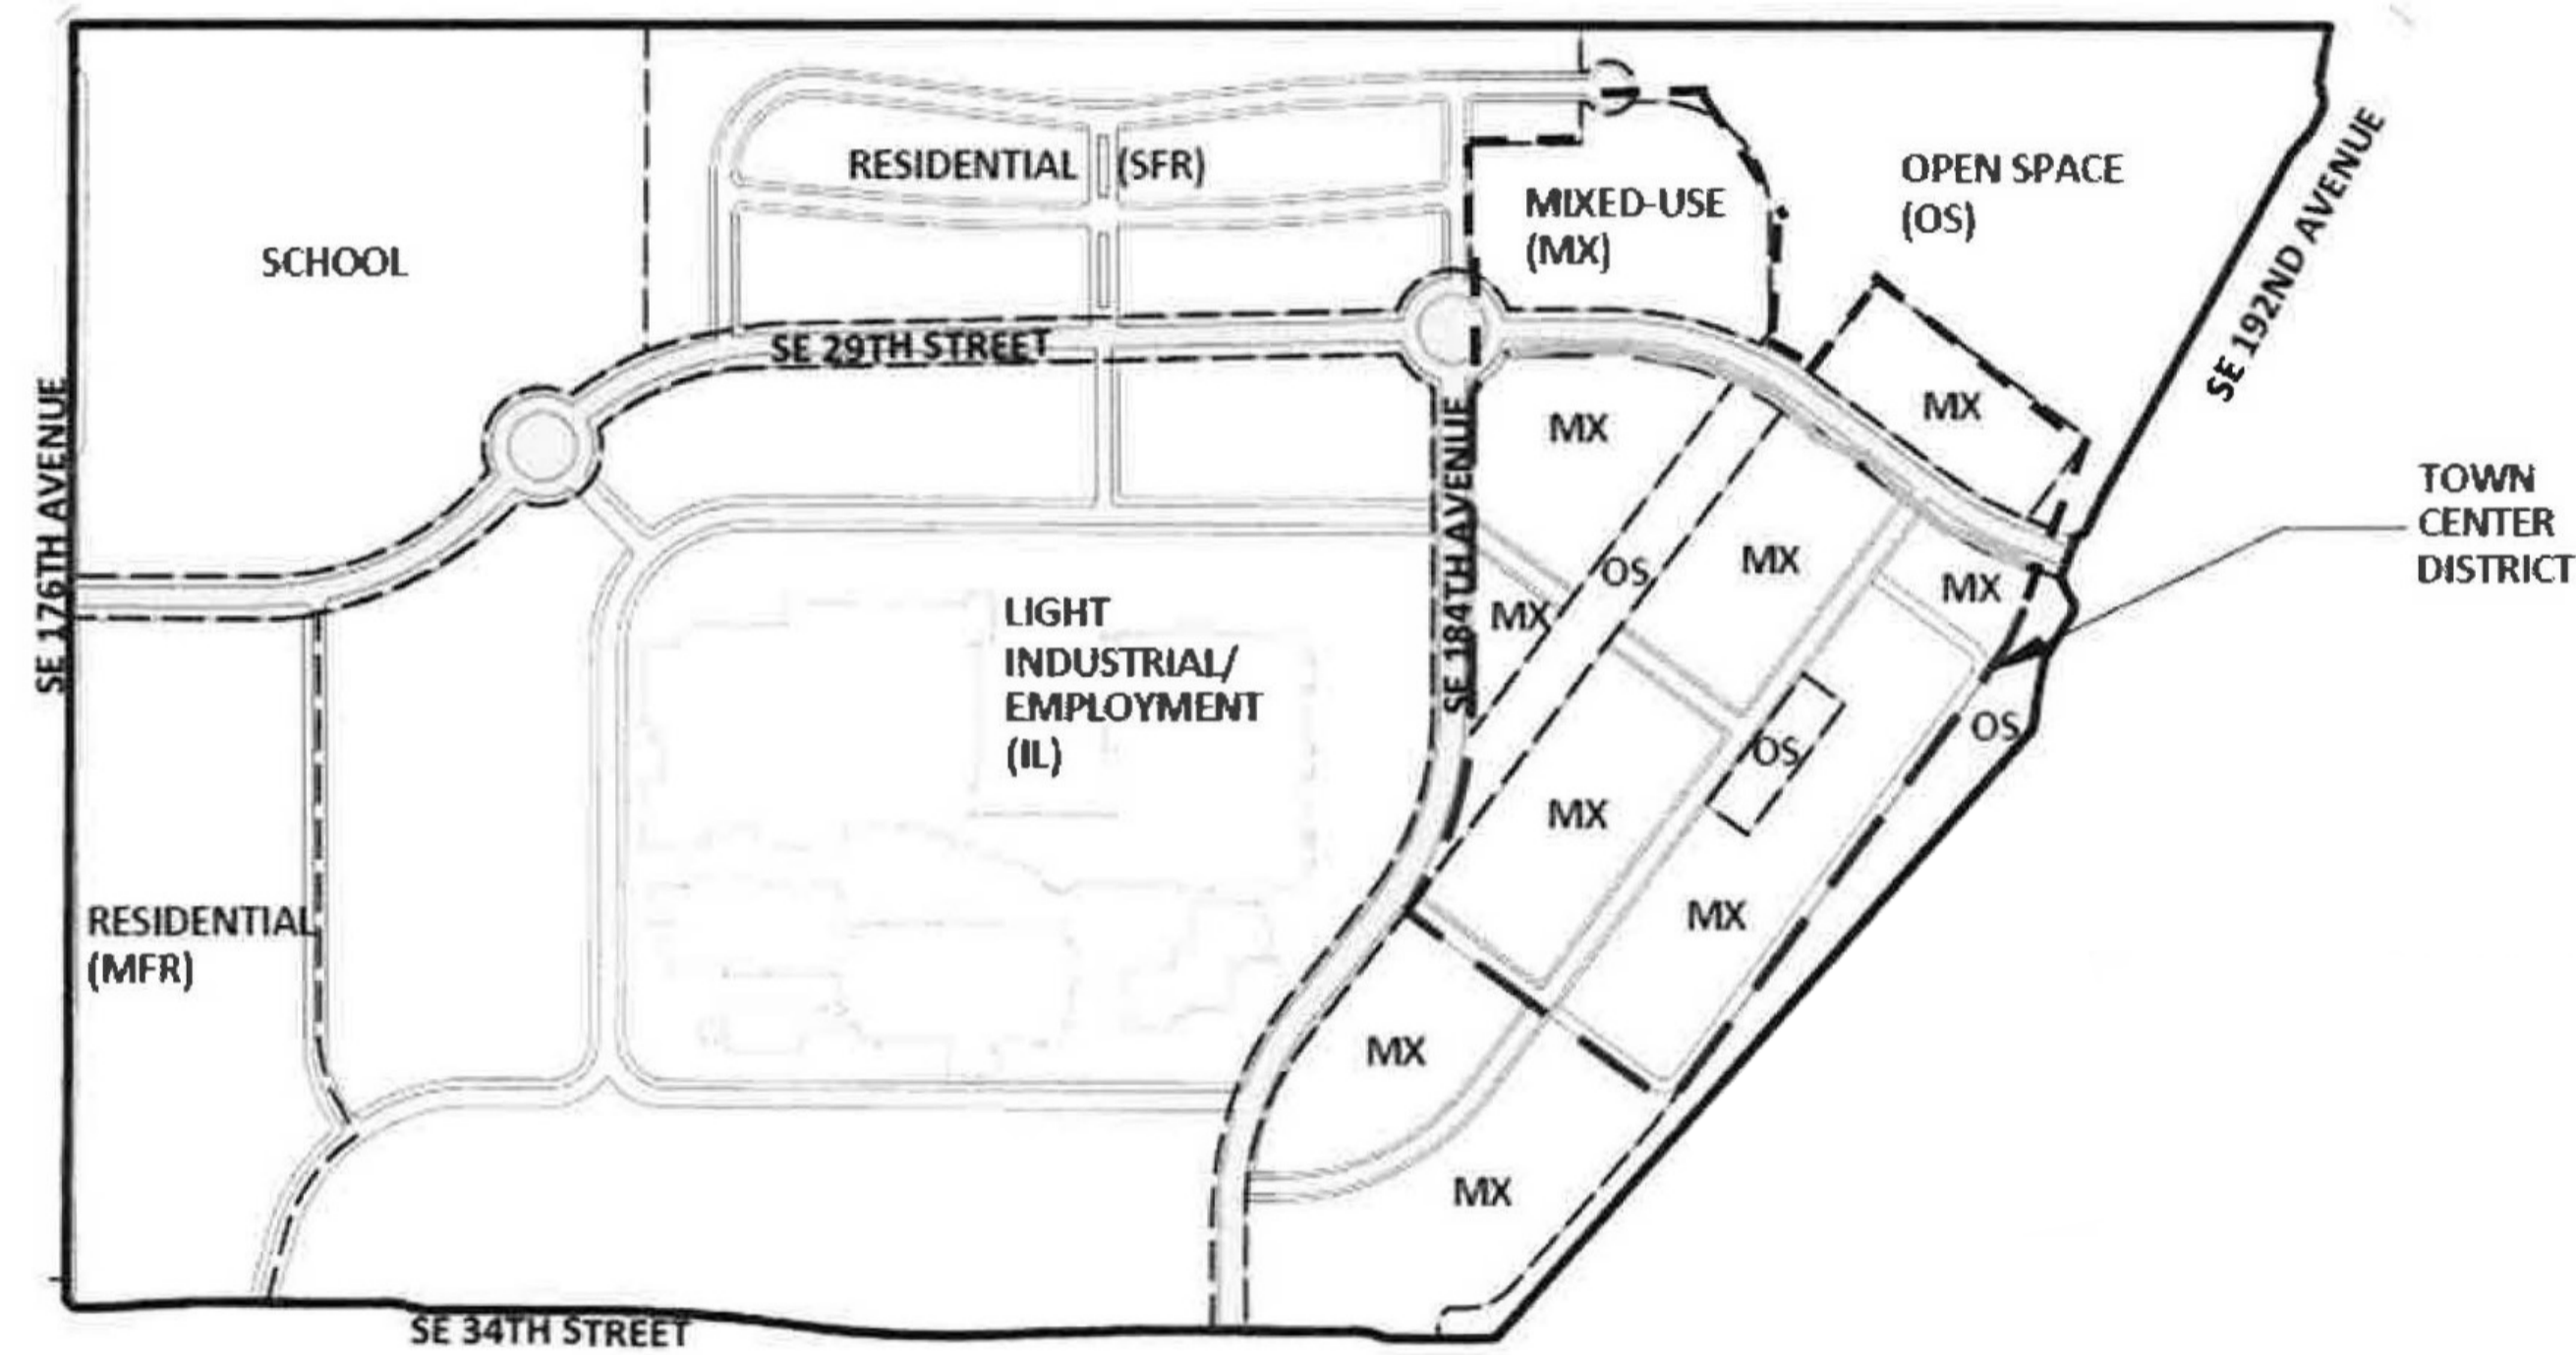 RESIDENTIAL (SFR)
OPEN SPACE
(OS)
MIXED-USE
(MX)
SCHOOL
SE 192ND AVENUE
SE 29TH STREET
MX
MX
SE 176TH AVENUE
SE 184TH AVENUE
TOWN
CENTER
DISTRICT
OS
MX
MX
MX
LIGHT
INDUSTRIAL/
EMPLOYMENT
(IL)
OS
OS
MX
MX
RESIDENTIAL
(MFR)
MX
MX
SE 34TH STREET